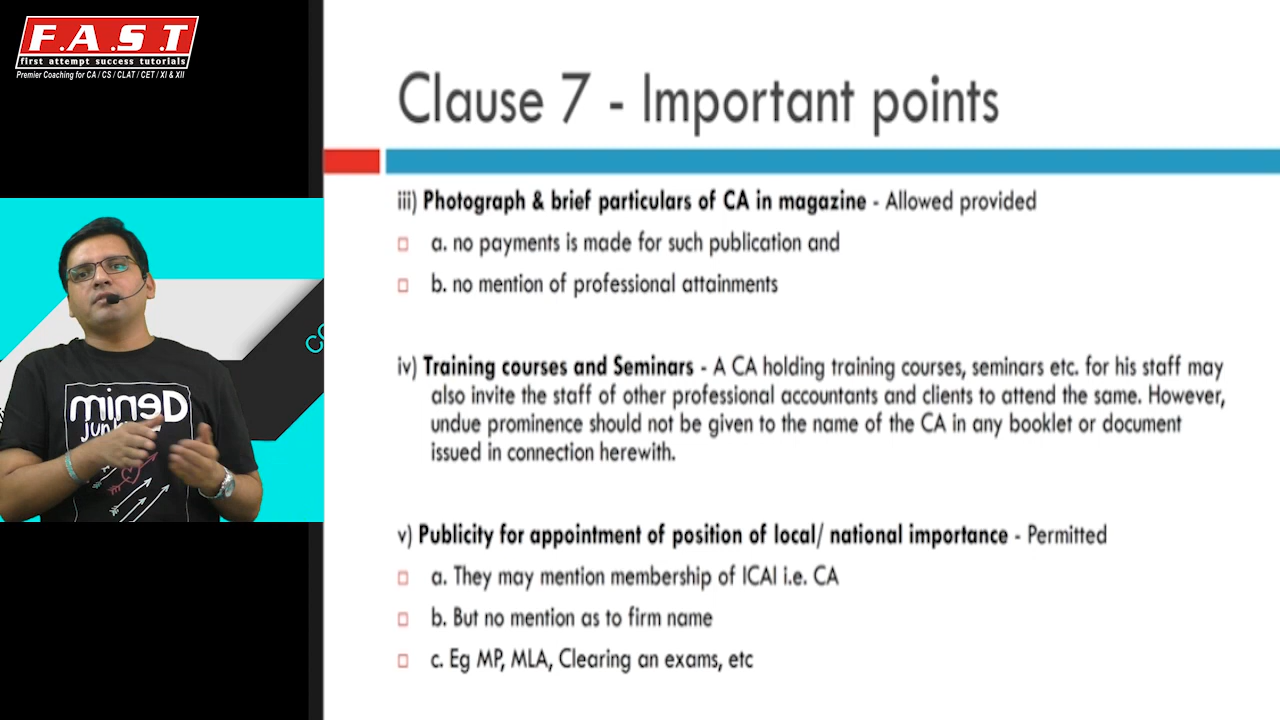 F.A.S.T
first attempt success tutorials
Premier Coaching for CA / CS / CLAT / CET / XI & XII
Clause 7 - Important points
iii) Photograph & brief particulars of CA in magazine - Allowed provided
a. no payments is made for such publication and
b. no mention of professional attainments
iv) Training courses and Seminars - A CA holding training courses, seminars etc. for his staff may
also invite the staff of other professional accountants and clients to attend the same. However,
undue prominence should not be given to the name of the CA in any booklet or document
issued in connection herewith.
v) Publicity for appointment of position of local/ national importance - Permitted
a. They may mention membership of ICAI i.e. CA
b. But no mention as to firm name
c. Eg MP, MLA, Clearing an exams, etc